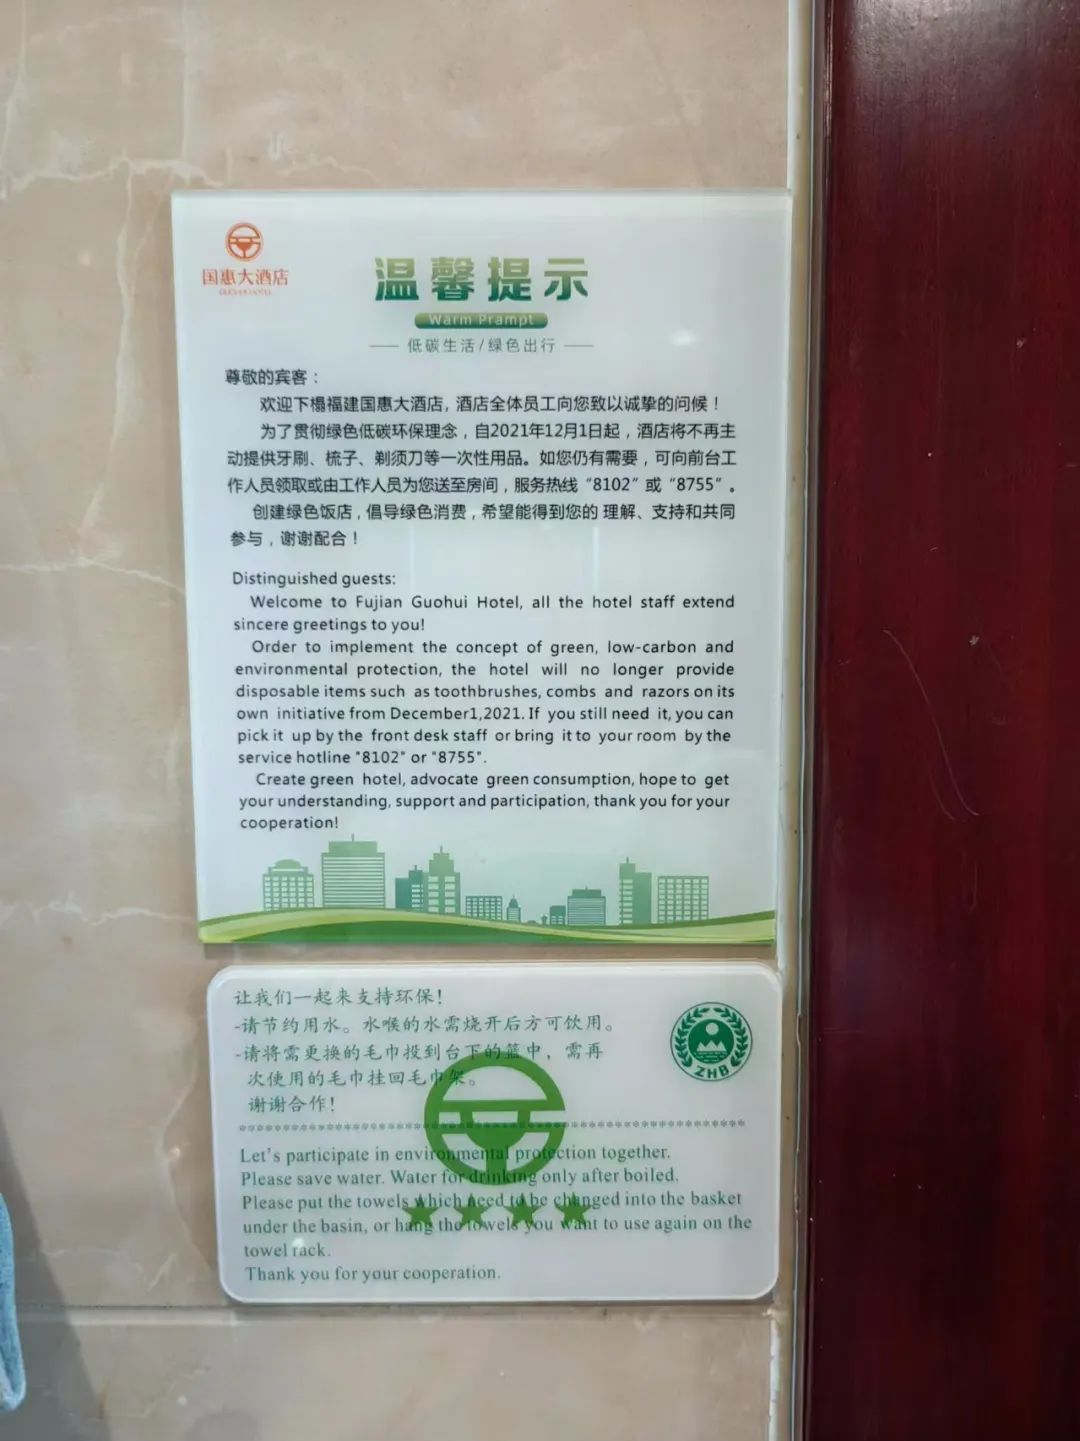 国惠大酒店
温馨提示
Warm Prampt
低碳生活/绿色出行
尊敬的宾客：
欢迎下榻福建国惠大酒店，酒店全体员工向您致以诚挚的问候！
为了贯彻绿色低碳环保理念，自2021年12月1日起，酒店将不再主
动提供牙刷、梳子、剃须刀等一次性用品。如您仍有需要，可向前台工
作人员领取或由工作人员为您送至房间，服务热线“8102”或“8755”。
创建绿色饭店，倡导绿色消费，希望能得到您的 理解、支持和共同
参与，谢谢配合！
Distinguished guests:
Welcome to Fujian Guohui Hotel, all the hotel staff extend
sincere greetings to you!
Order to implement the concept of green, low-carbon and
environmental protection, the hotel will no longer provide
disposable items such as toothbrushes, combs and razors on its
own initiative from December1,2021. If you still need it, you can
pick it up by the front desk staff or bring it to your room by the
service hotline "8102" or "8755".
Create green hotel, advocate green consumption, hope to get
your understanding, support and participation, thank you for your
cooperation!
让我们一起来支持环保！
-请节约用水。水喉的水需烧开后方可饮用。
-请将需更换的毛巾投到台下的篮中，需再
次使用的毛巾挂回毛巾架。
谢谢合作！
ZHB
Let's participate in environmental protection together.
Please save water. Water for drinking only after boiled.
Please put the towels which need to be changed into the basket
under the basin, or hang the towels you want to use again on the
towel rack.
Thank you for your cooperation.